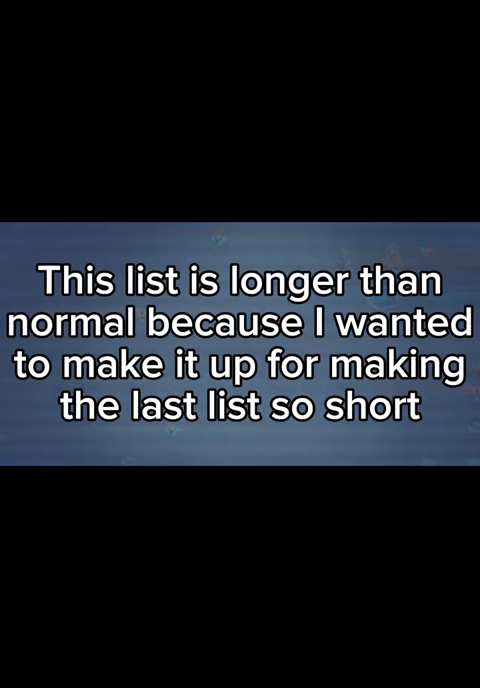 This list is longer than
normal because I wanted
to make it up for making
the last list so short